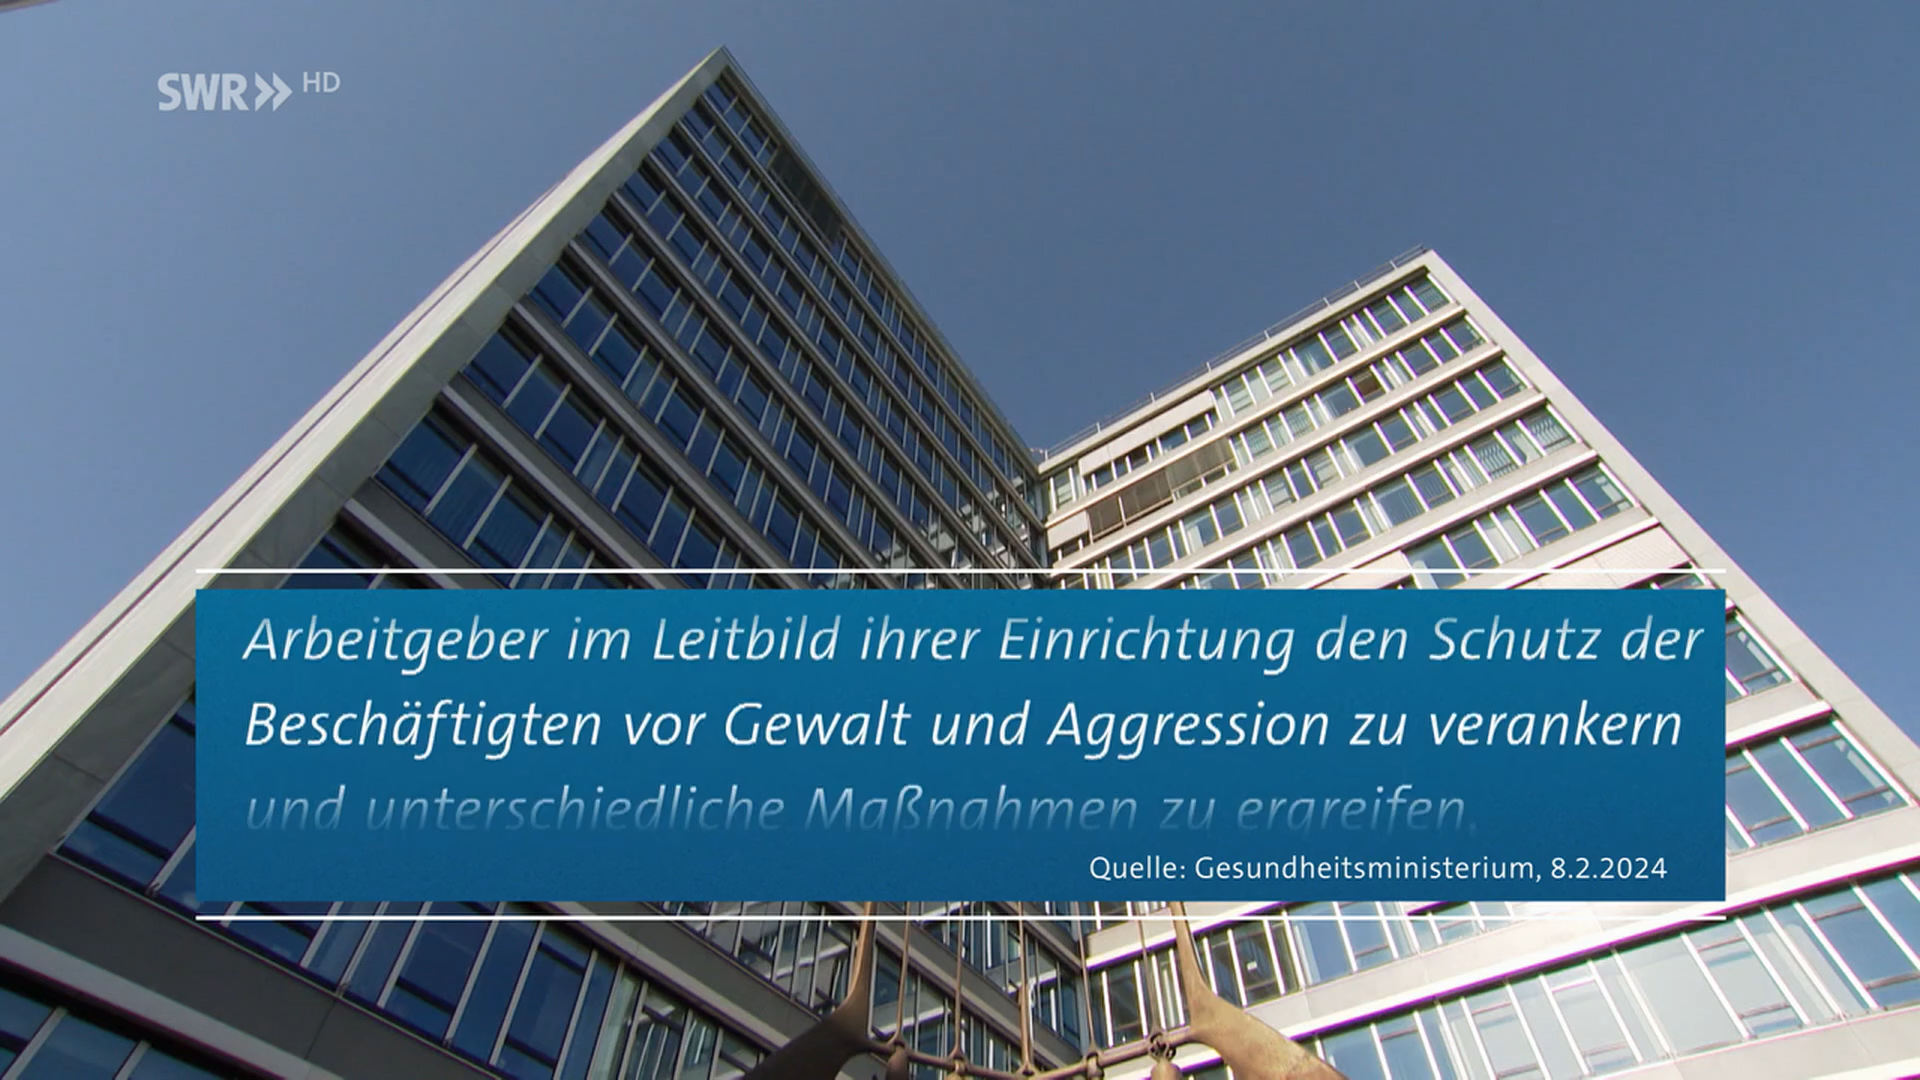 SWR>> HD
Arbeitgeber im Leitbild ihrer Einrichtung den Schutz der
Beschäftigten vor Gewalt und Aggression zu verankern
und unterschiedliche Maßnahmen zu ergreifen.
Quelle: Gesundheitsministerium, 8.2.2024